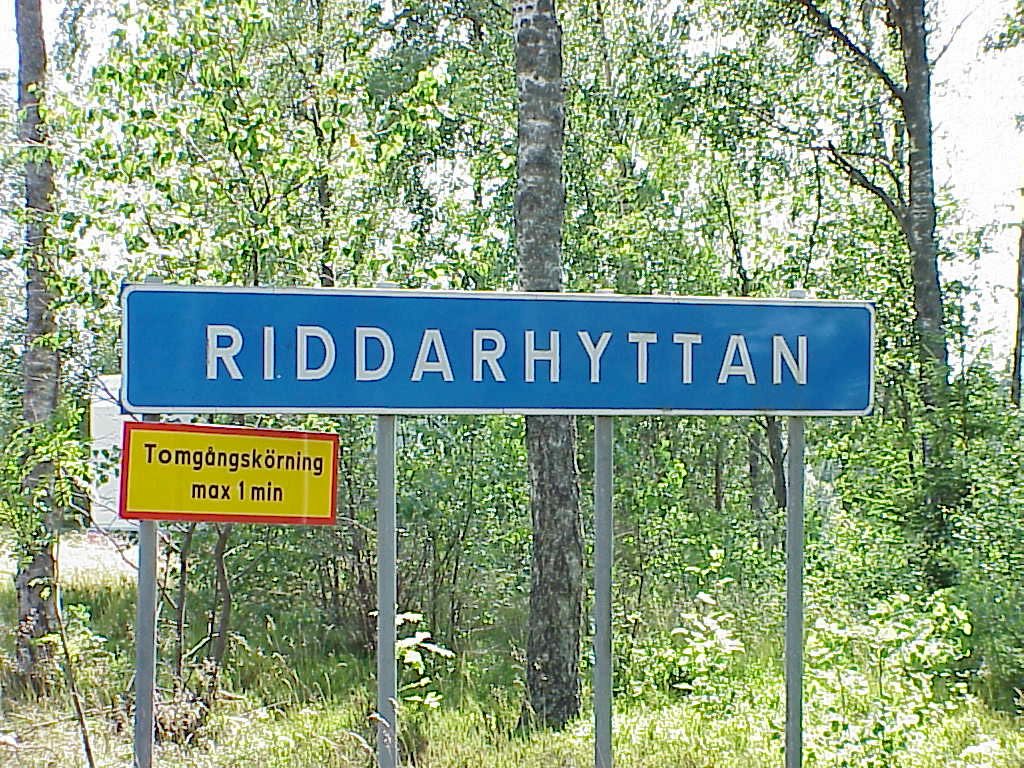 RIDDARHYTTAN
Tomgångskörning
max 1 min